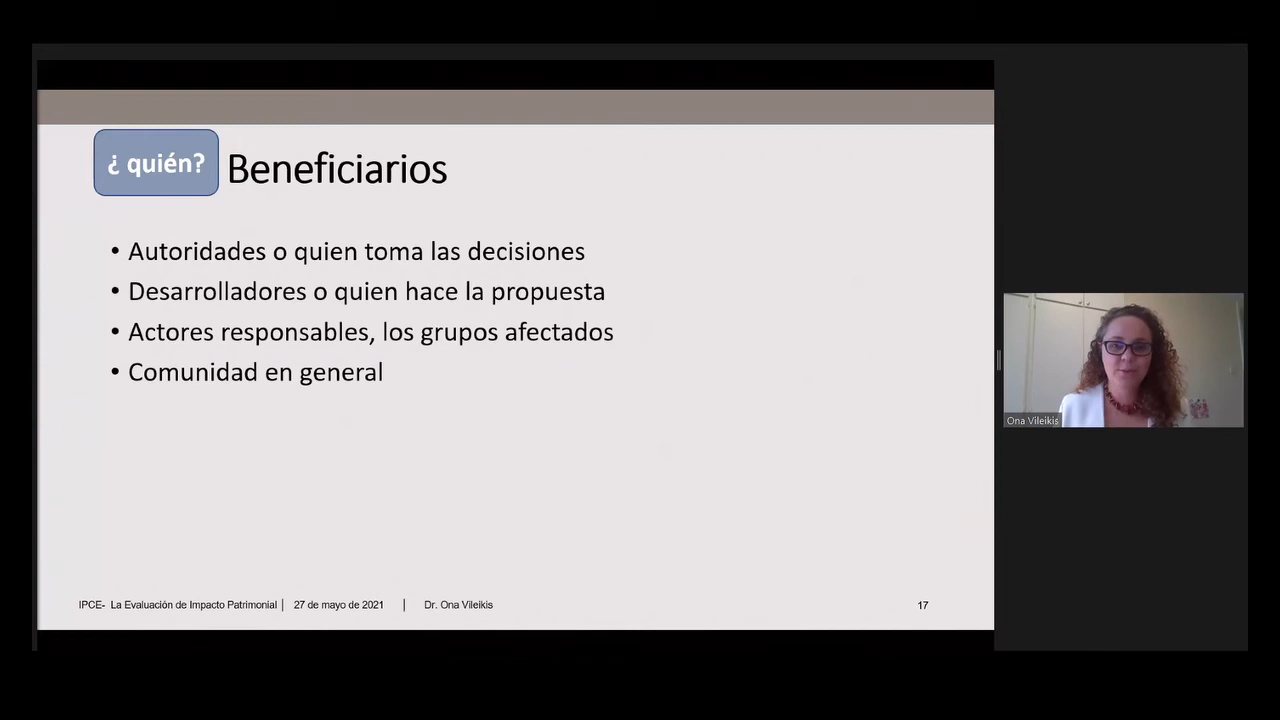 ¿ quién?
Beneficiarios
• Autoridades o quien toma las decisiones
• Desarrolladores o quien hace la propuesta
• Actores responsables, los grupos afectados
• Comunidad en general
IPCE- La Evaluación de Impacto Patrimonial | 27 de mayo de 2021 | Dr. Ona Vileikis 17
Ona Vileikis